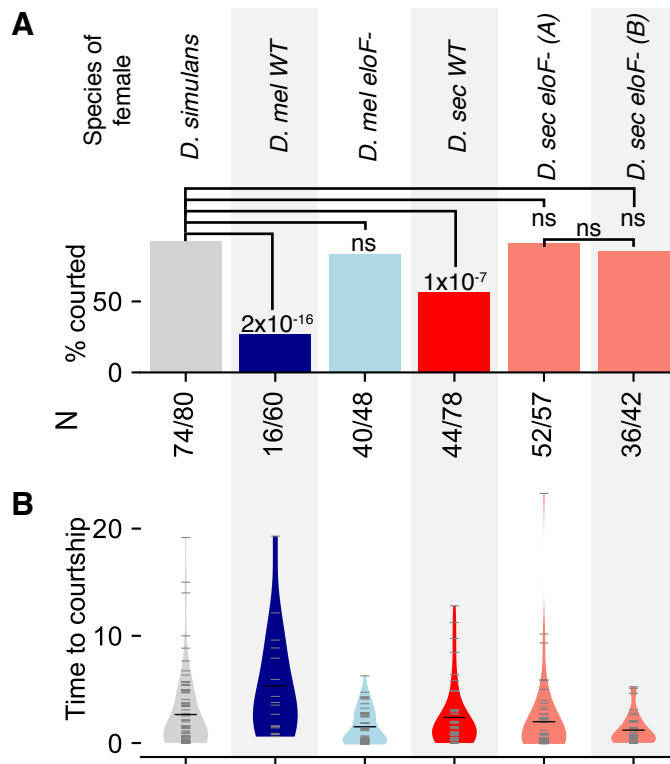 A
Species of
female
D. simulans
D. mel WT
D. mel eloF-
D. sec WT
D. sec eloF- (A)
D. sec eloF- (B)
ns
ns
ns
ns
1x10-7
2x10-16
% courted
50
0
N
74/80
16/60
40/48
44/78
52/57
36/42
B
Time to courtship
20
10
0